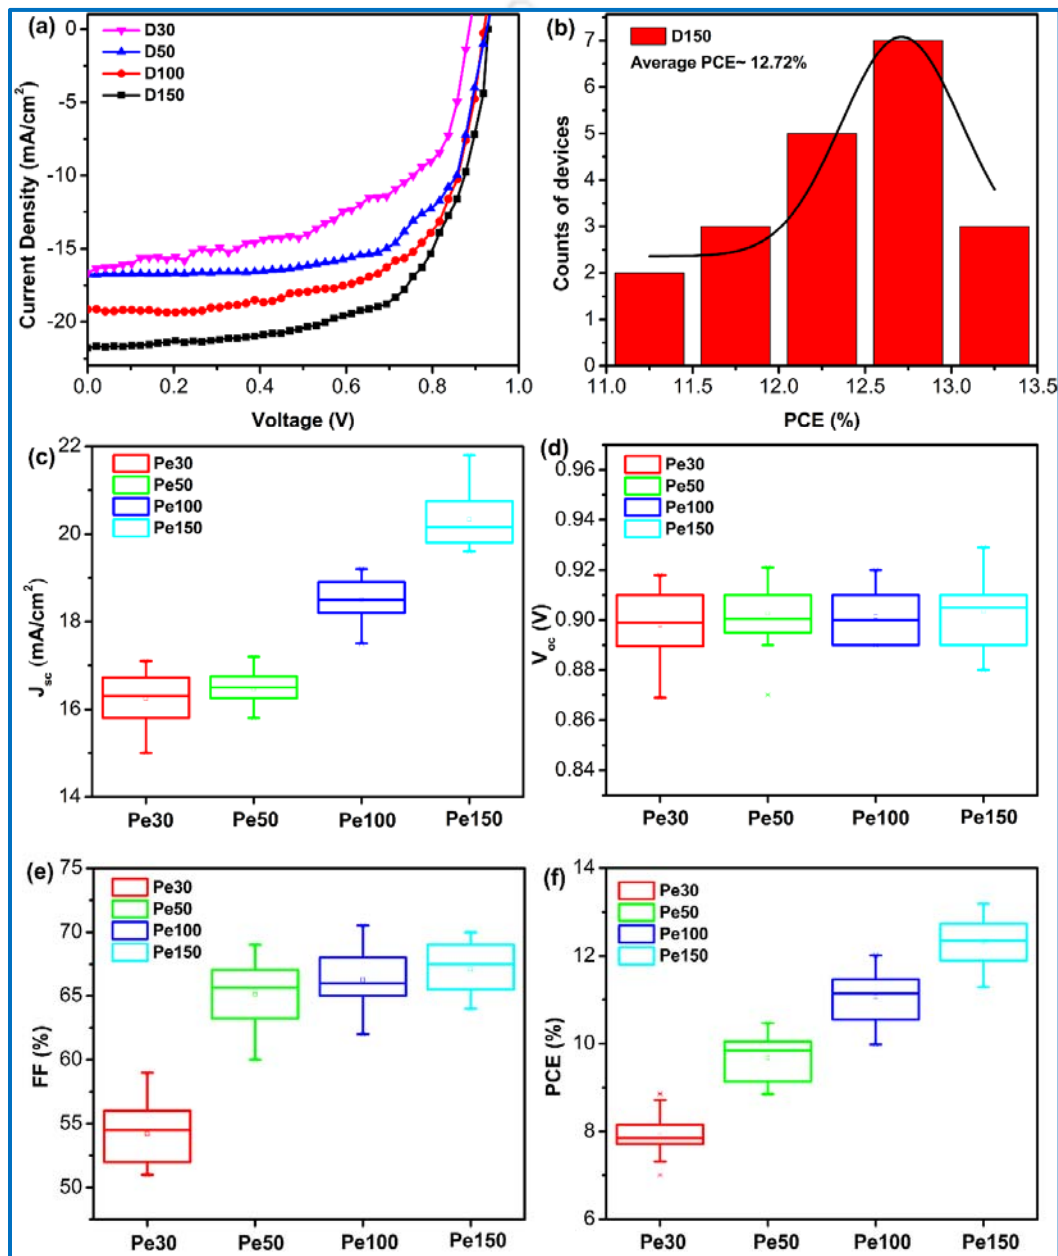 (a)
D30
D50
D100
D150
Current Density (mA/cm²)
0
-5
-10
-15
-20
0.0 0.2 0.4 0.6 0.8 1.0
Voltage (V)
(b)
D150
Average PCE~ 12.72%
Counts of devices
7
6
5
4
3
2
1
0
11.0 11.5 12.0 12.5 13.0 13.5
PCE (%)
(c)
Pe30
Pe50
Pe100
Pe150
J_sc (mA/cm²)
22
20
18
16
14
Pe30 Pe50 Pe100 Pe150
(d)
Pe30
Pe50
Pe100
Pe150
V_oc (V)
0.96
0.94
0.92
0.90
0.88
0.86
0.84
Pe30 Pe50 Pe100 Pe150
(e)
Pe30
Pe50
Pe100
Pe150
FF (%)
75
70
65
60
55
50
Pe30 Pe50 Pe100 Pe150
(f)
Pe30
Pe50
Pe100
Pe150
PCE (%)
14
12
10
8
6
Pe30 Pe50 Pe100 Pe150